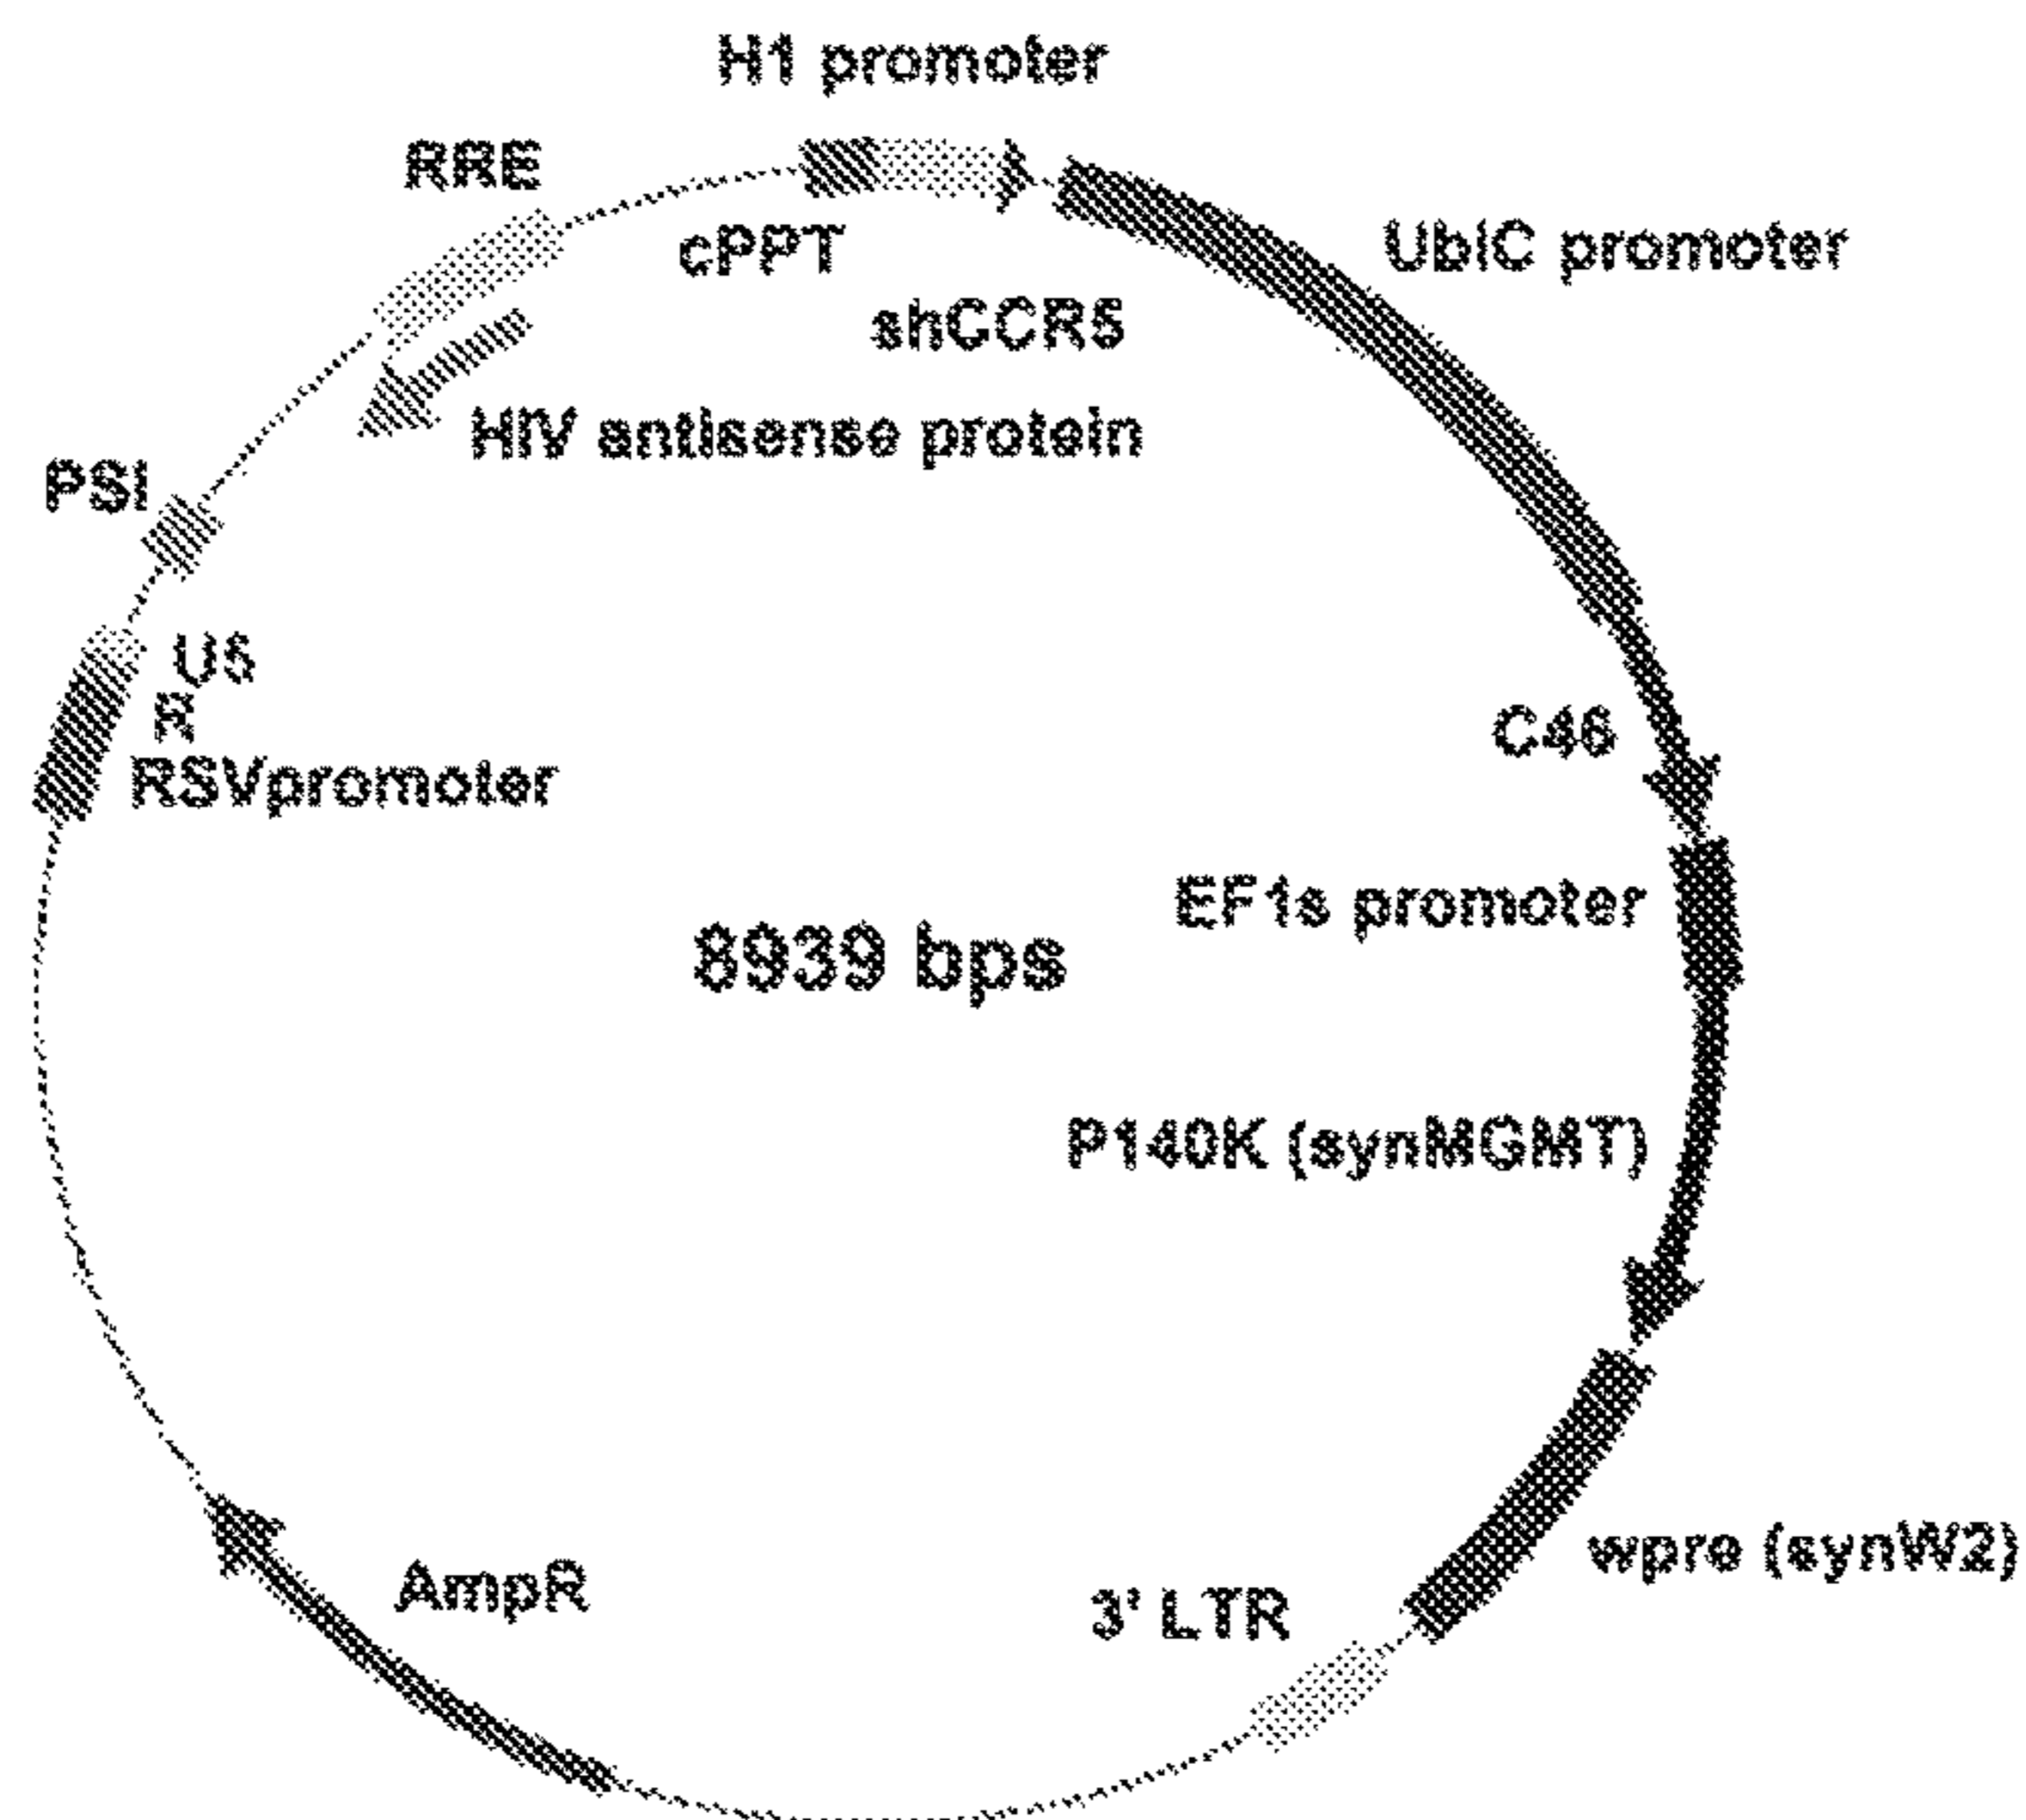 H1 promoter
RRE
cPPT
UbIC promoter
shCCR5
HIV antisense protein
PSI
U5
R
RSVpromoter
C46
EF1s promoter
8939 bps
P140K (synMGMT)
wpre (synW2)
AmpR
3' LTR